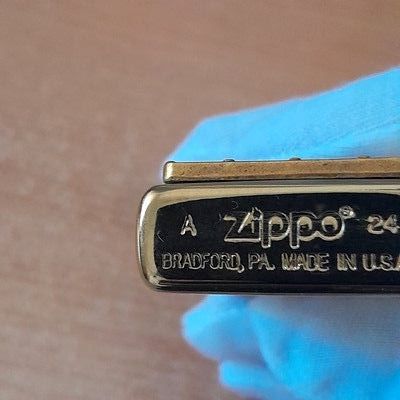 A Zippo® 24
BRADFORD, PA. MADE IN U.S.A